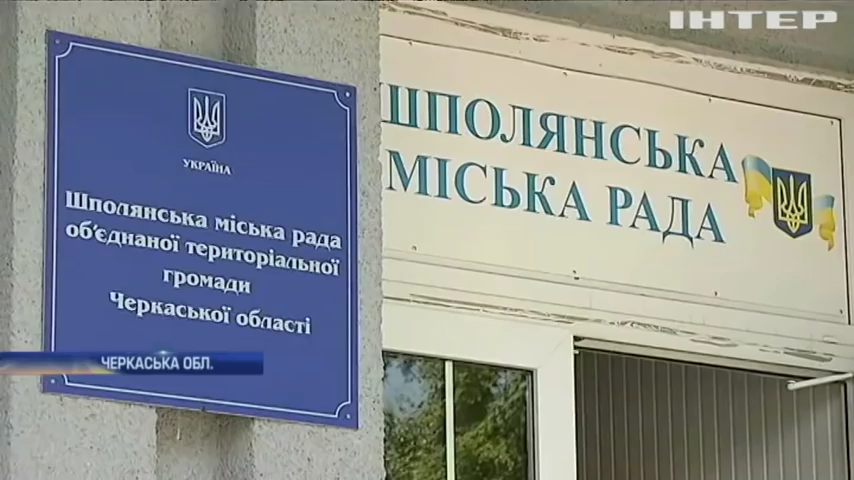 ІНТЕР
УКРАЇНА
Шполянська міська рада
об'єднаної територіальної
громади
Черкаської області
ШПОЛЯНСЬКА
МІСЬКА РАДА
ЧЕРКАСЬКА ОБЛ.